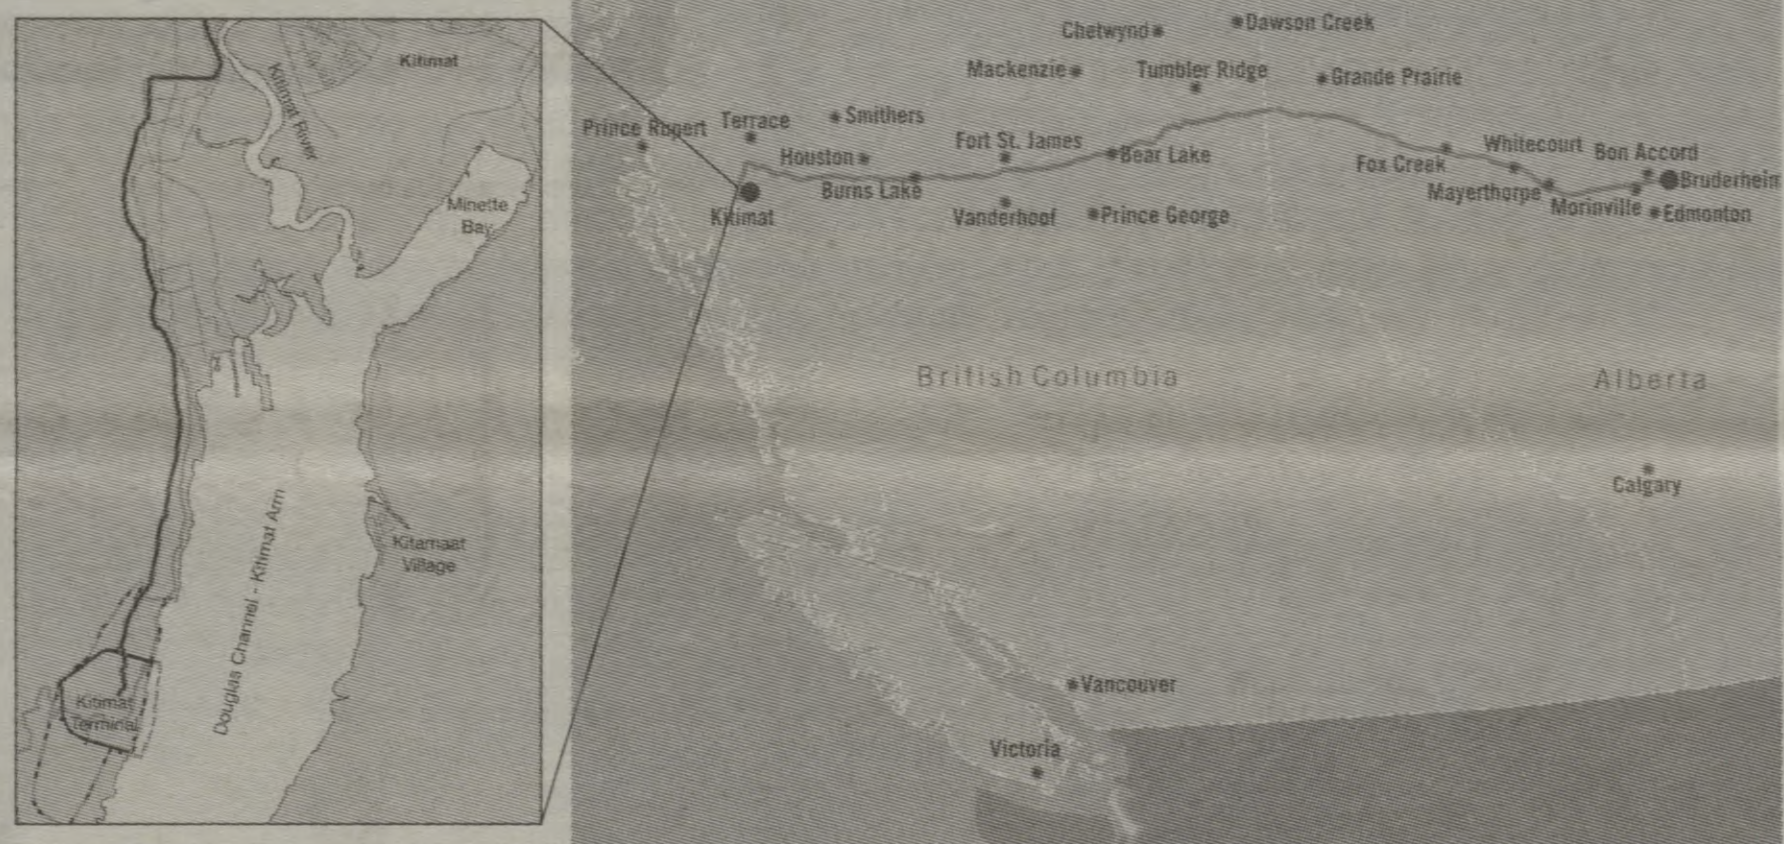 Kitimat
Kitimat River
Minette
Bay
Kitamaat
Village
Douglas Channel - Kitimat Arm
Kitimat
Terminal
Chetwynd
Dawson Creek
Mackenzie
Tumbler Ridge
Grande Prairie
Prince Rupert
Terrace
Smithers
Houston
Fort St. James
Bear Lake
Fox Creek
Whitecourt
Bon Accord
Bruderheim
Kitimat
Burns Lake
Vanderhoof
Prince George
Mayerthorpe
Morinville
Edmonton
British Columbia
Alberta
Calgary
Vancouver
Victoria